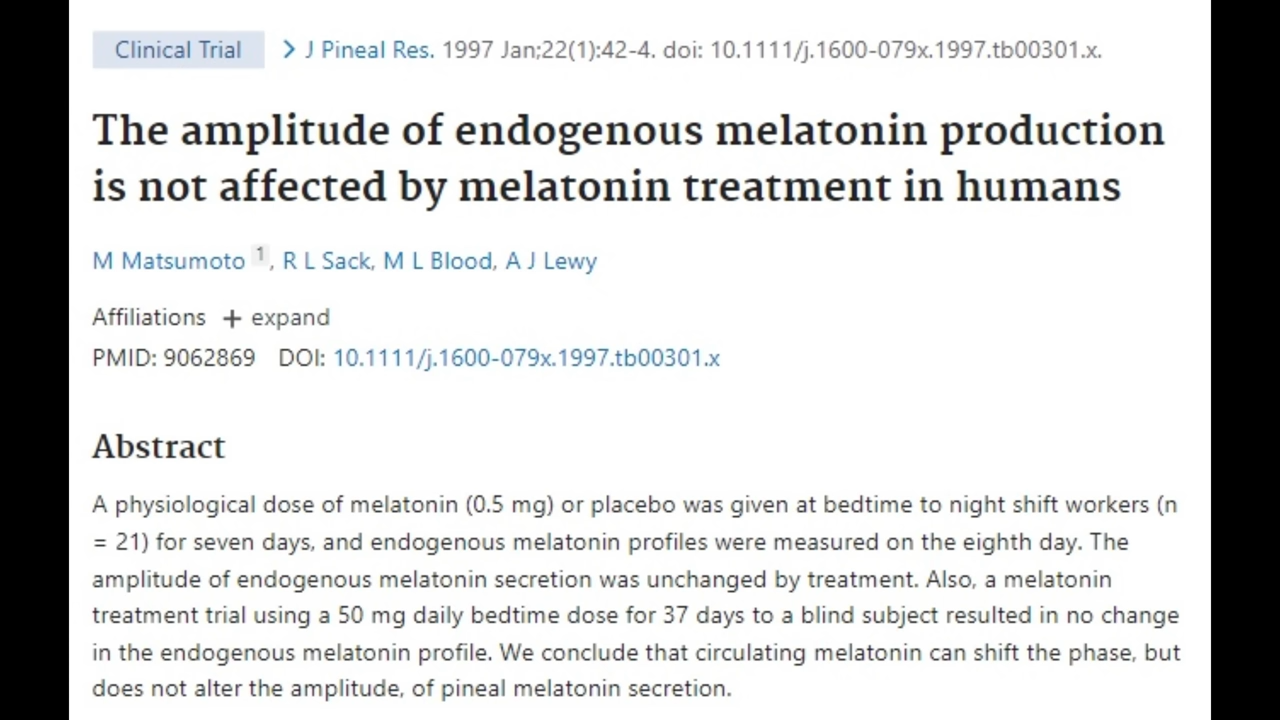 Clinical Trial > J Pineal Res. 1997 Jan;22(1):42-4. doi: 10.1111/j.1600-079x.1997.tb00301.x.
The amplitude of endogenous melatonin production
is not affected by melatonin treatment in humans
M Matsumoto 1, R L Sack, M L Blood, A J Lewy
Affiliations + expand
PMID: 9062869 DOI: 10.1111/j.1600-079x.1997.tb00301.x
Abstract
A physiological dose of melatonin (0.5 mg) or placebo was given at bedtime to night shift workers (n
= 21) for seven days, and endogenous melatonin profiles were measured on the eighth day. The
amplitude of endogenous melatonin secretion was unchanged by treatment. Also, a melatonin
treatment trial using a 50 mg daily bedtime dose for 37 days to a blind subject resulted in no change
in the endogenous melatonin profile. We conclude that circulating melatonin can shift the phase, but
does not alter the amplitude, of pineal melatonin secretion.